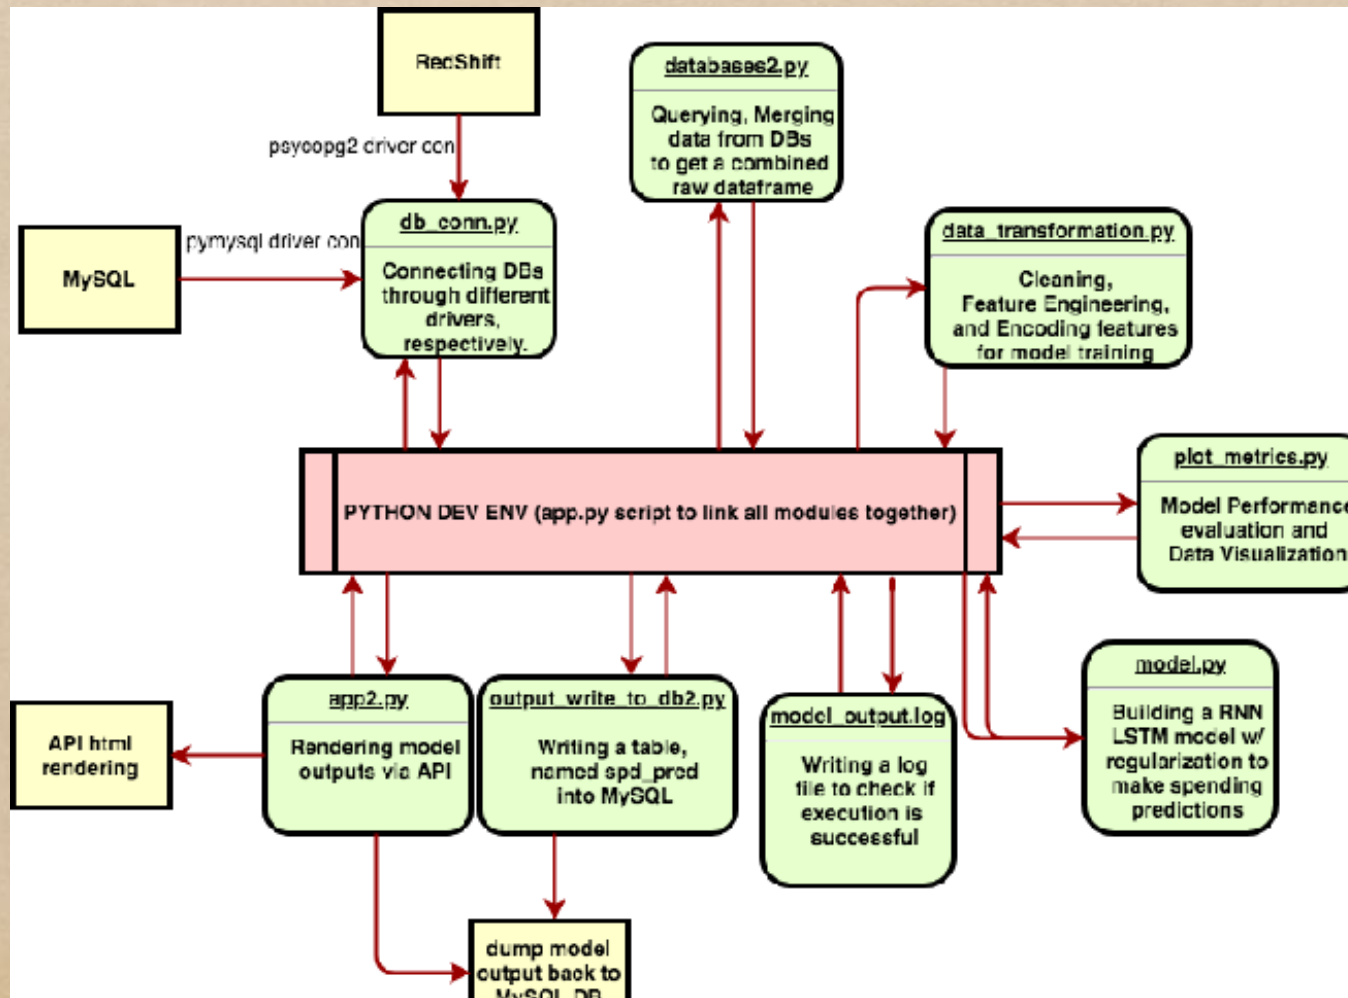 RedShift
psycopg2 driver con
databases2.py
Querying, Merging
data from DBs
to get a combined
raw dataframe
MySQL
pymysql driver con
db_conn.py
Connecting DBs
through different
drivers,
respectively.
data_transformation.py
Cleaning,
Feature Engineering,
and Encoding features
for model training
PYTHON DEV ENV (app.py script to link all modules together)
plot_metrics.py
Model Performance
evaluation and
Data Visualization
API html
rendering
app2.py
Rendering model
outputs via API
output_write_to_db2.py
Writing a table,
named spd_pred
into MySQL
model_output.log
Writing a log
file to check if
execution is
successful
model.py
Building a RNN
LSTM model w/
regularization to
make spending
predictions
dump model
output back to
MySQL DB